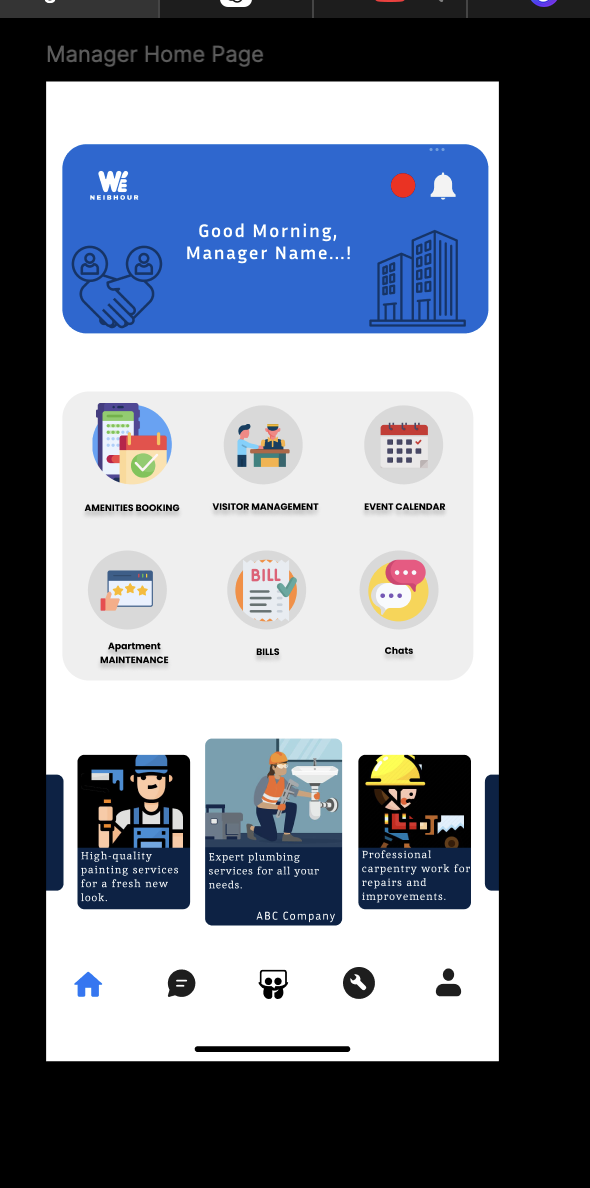 Manager Home Page
WE
NEIBHOUR
Good Morning,
Manager Name...!
AMENITIES BOOKING
VISITOR MANAGEMENT
EVENT CALENDAR
BILL
Apartment
MAINTENANCE
BILLS
Chats
High-quality
painting services
for a fresh new
look.
Expert plumbing
services for all your
needs.
ABC Company
Professional
carpentry work for
repairs and
improvements.